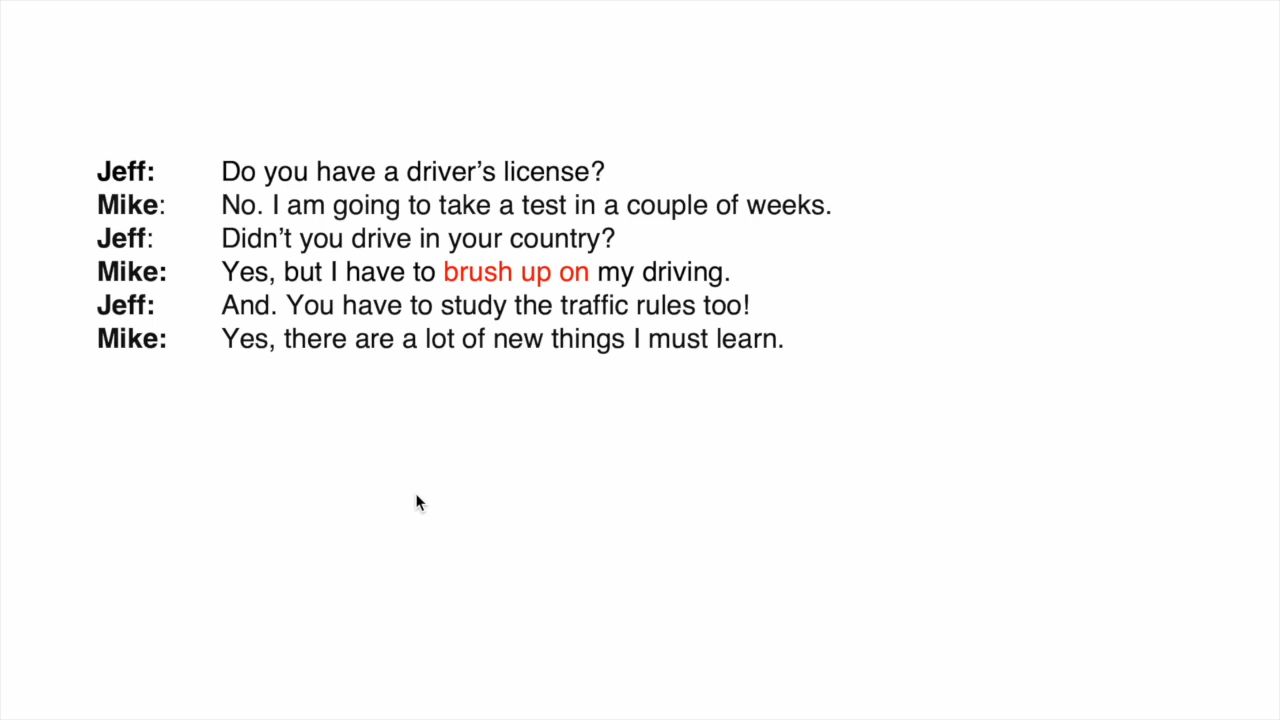 Jeff: Do you have a driver’s license?
Mike: No. I am going to take a test in a couple of weeks.
Jeff: Didn’t you drive in your country?
Mike: Yes, but I have to brush up on my driving.
Jeff: And. You have to study the traffic rules too!
Mike: Yes, there are a lot of new things I must learn.